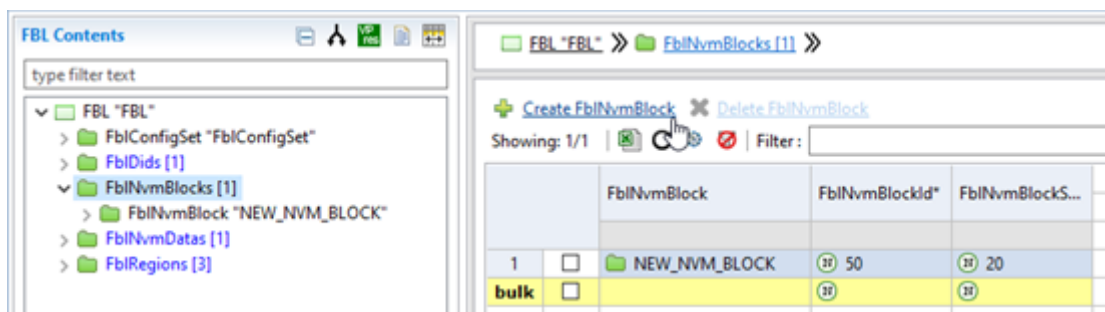 FBL Contents
type filter text
FBL "FBL"
FblConfigSet "FblConfigSet"
FblDids [1]
FblNvmBlocks [1]
FblNvmBlock "NEW_NVM_BLOCK"
FblNvmDatas [1]
FblRegions [3]
FBL "FBL" FblNvmBlocks [1]
Create FblNvmBlock Delete FblNvmBlock
Showing: 1/1 Filter :
FblNvmBlock FblNvmBlockId* FblNvmBlockS...
1 NEW_NVM_BLOCK 50 20
bulk